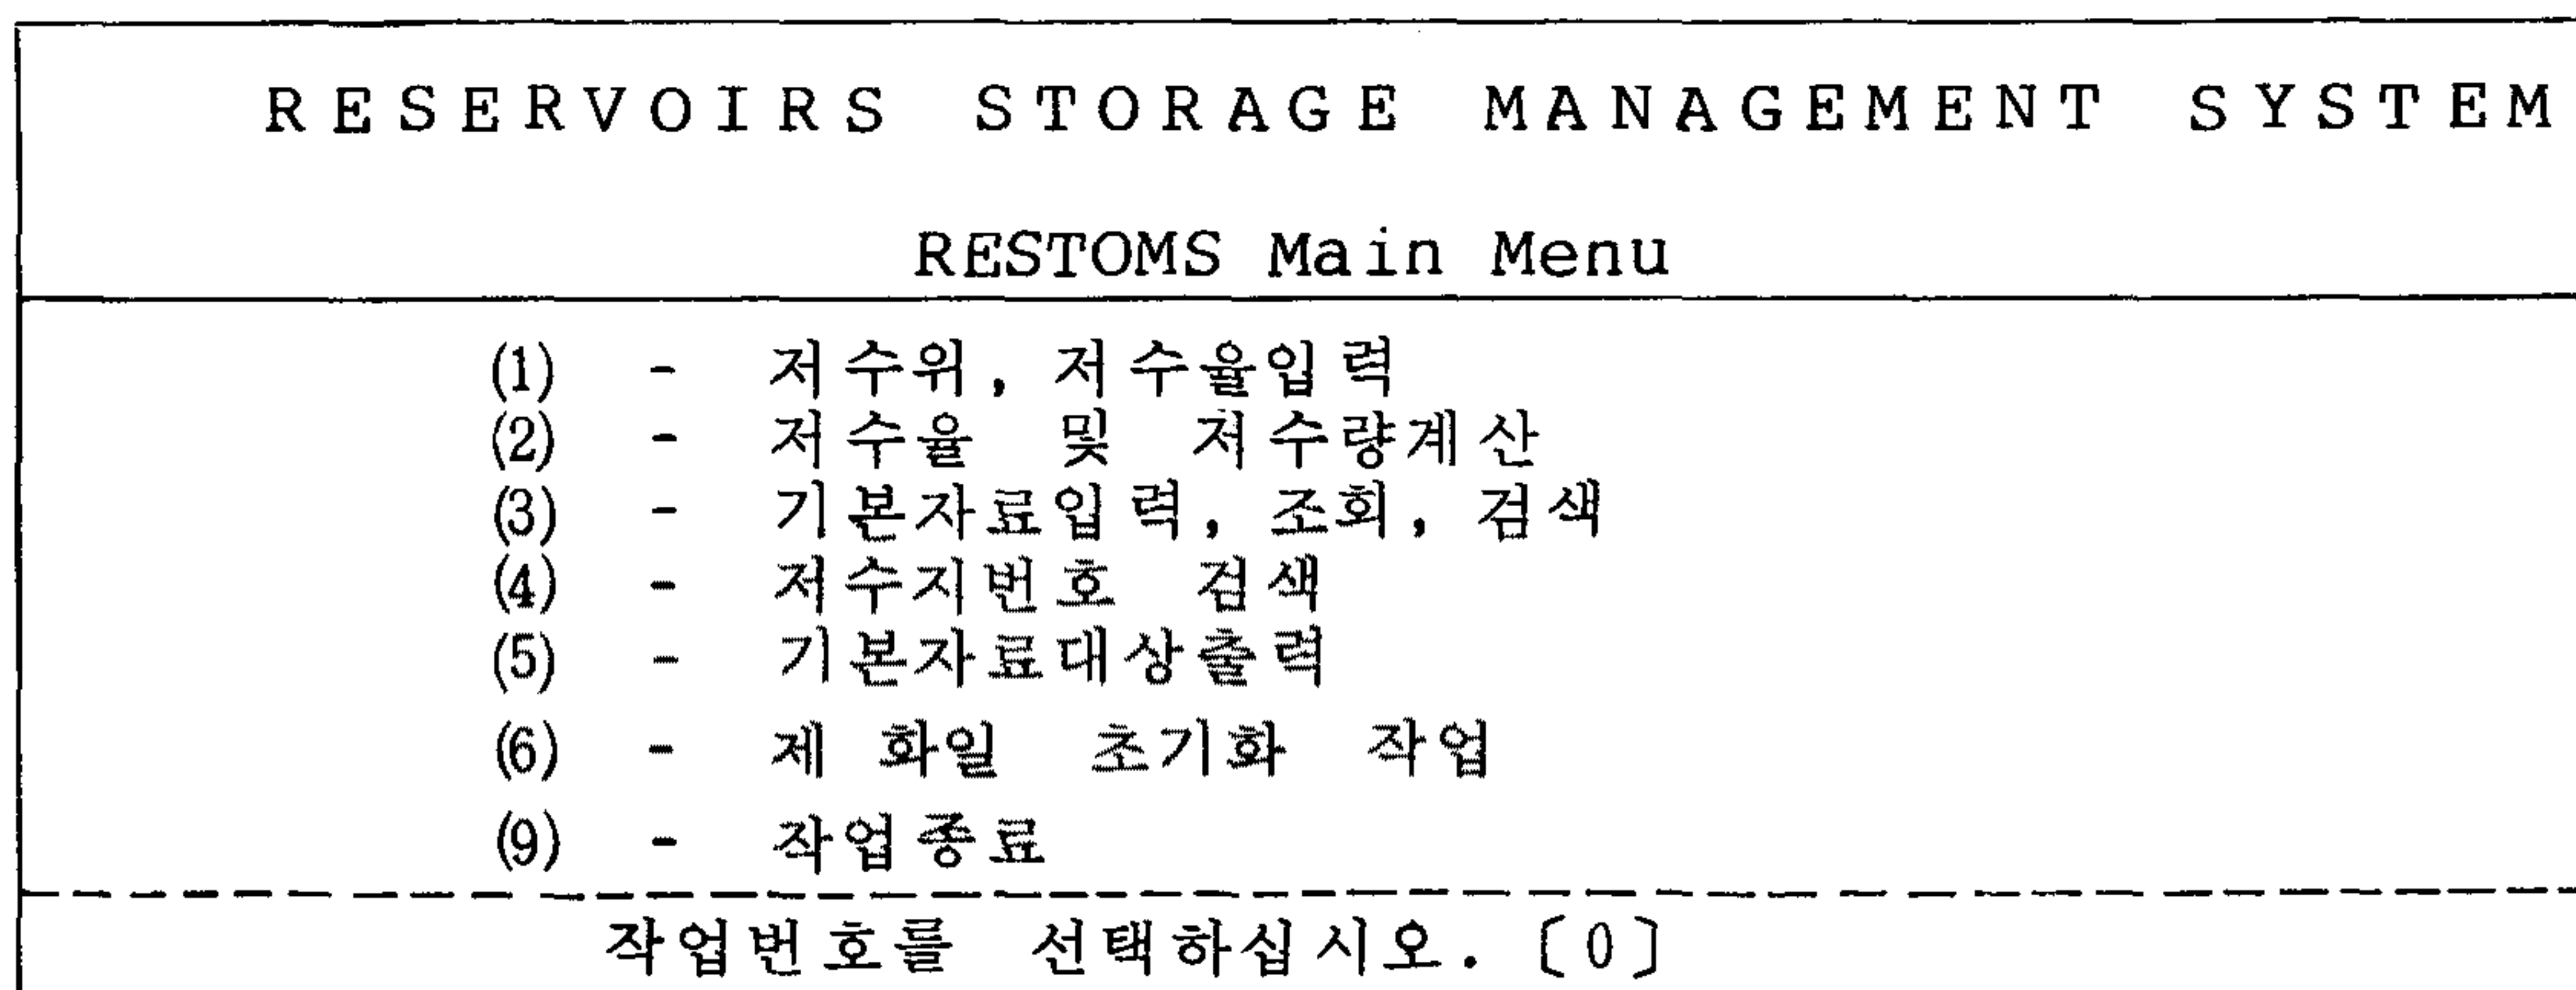 RESERVOIRS STORAGE MANAGEMENT SYSTEM
RESTOMS Main Menu
(1) - 저수위, 저수율입력
(2) - 저수율 및 저수량계산
(3) - 기본자료입력, 조회, 검색
(4) - 저수지번호 검색
(5) - 기본자료대상출력
(6) - 제 화일 초기화 작업
(9) - 작업종료
작업번호를 선택하십시오. [0]